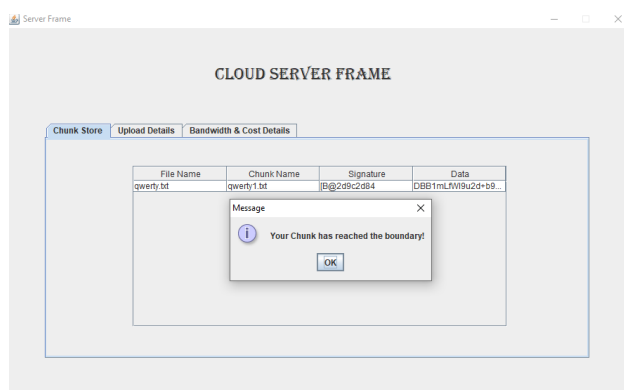 Server Frame
CLOUD SERVER FRAME
Chunk Store Upload Details Bandwidth & Cost Details
File Name Chunk Name Signature Data
qwerty.txt qwerty1.txt [B@2d9c2d84 DBB1mLfWI9u2d+b9...
Message
Your Chunk has reached the boundary!
OK